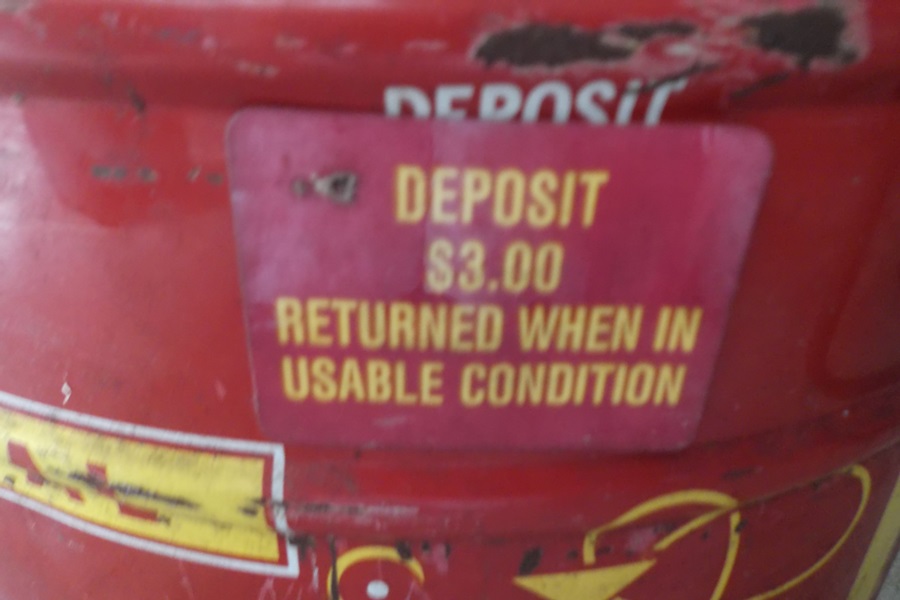 DEPOSIT
DEPOSIT
$3.00
RETURNED WHEN IN
USABLE CONDITION